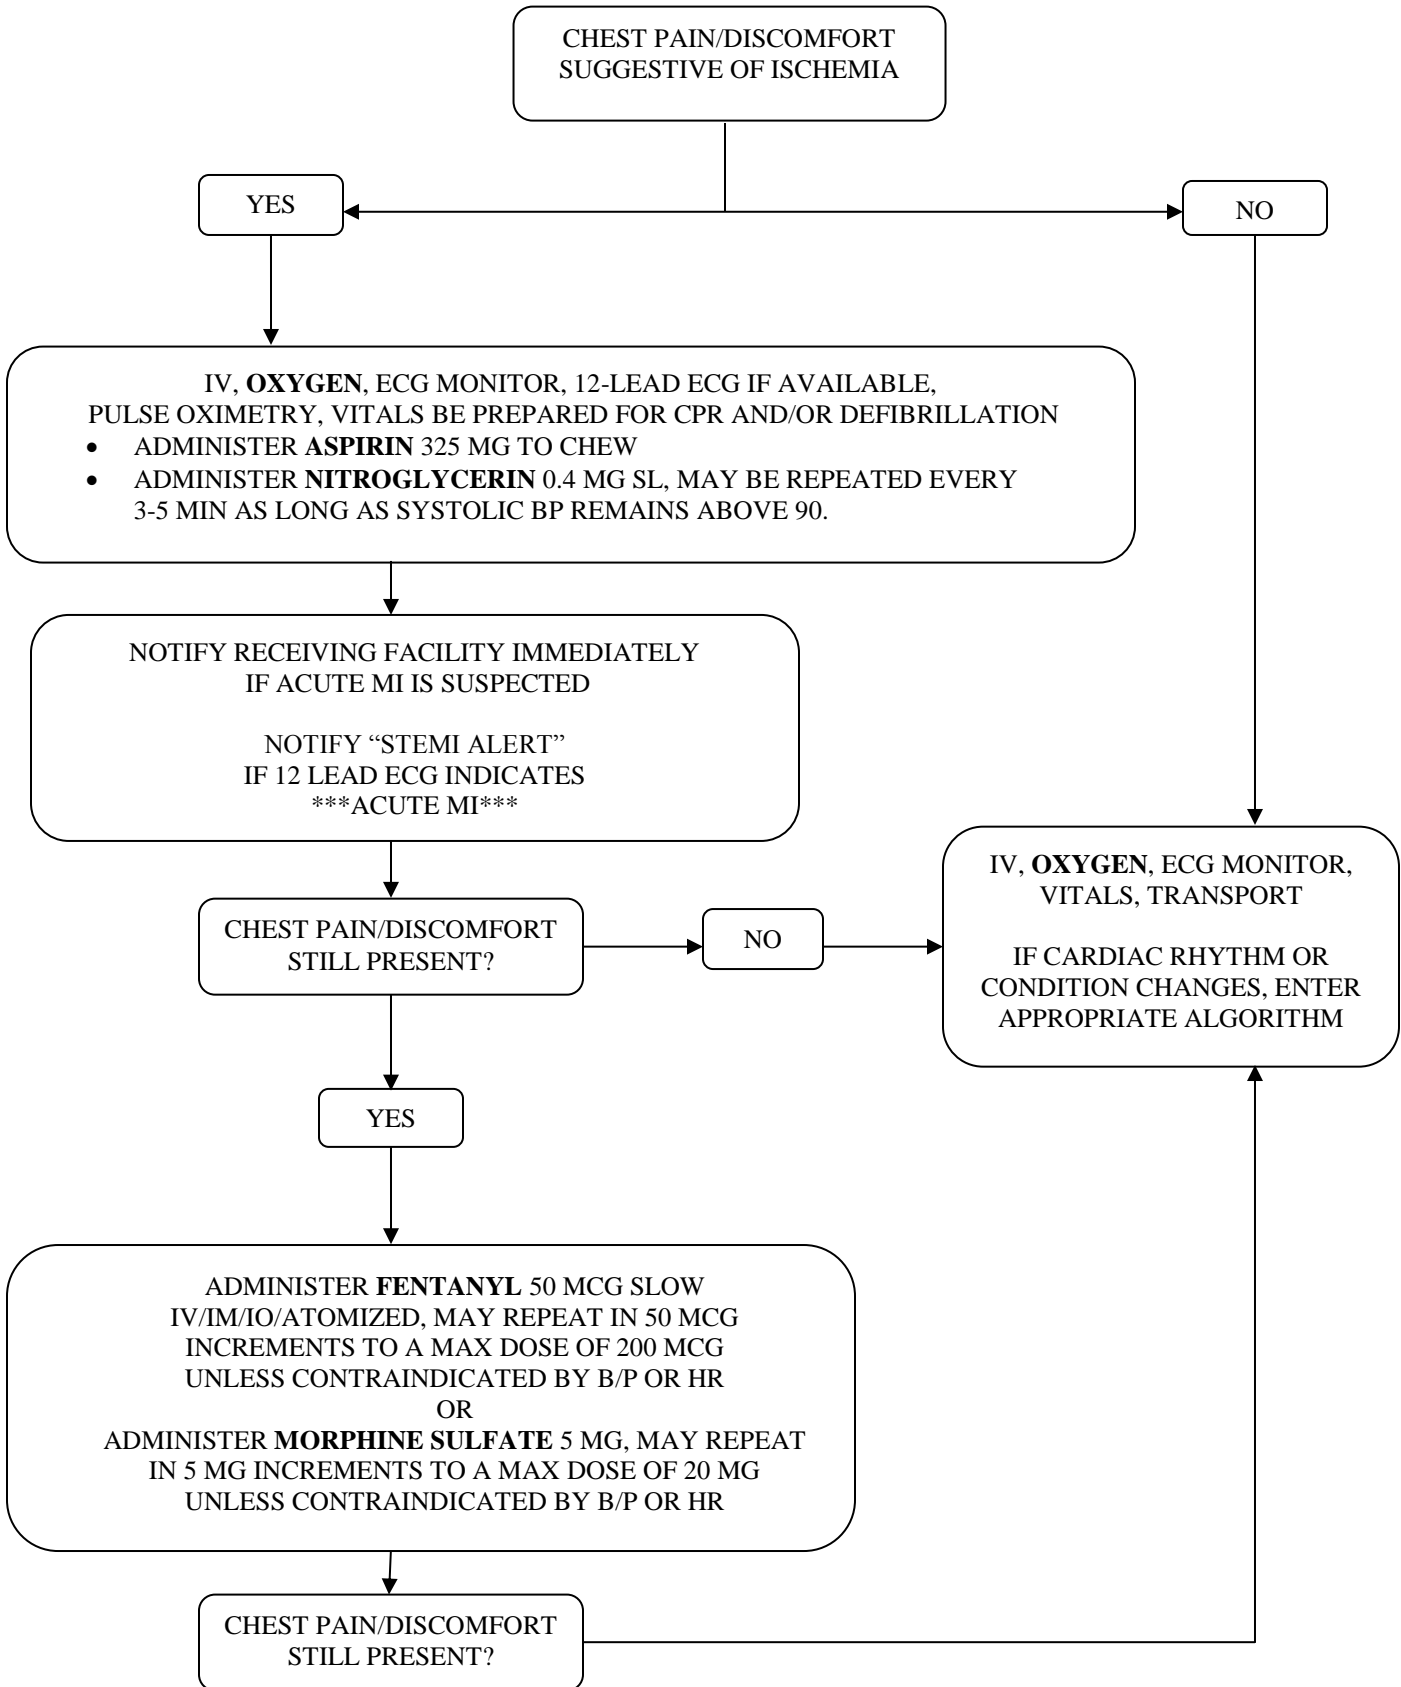 CHEST PAIN/DISCOMFORT
SUGGESTIVE OF ISCHEMIA
YES
NO
IV, OXYGEN, ECG MONITOR, 12-LEAD ECG IF AVAILABLE,
PULSE OXIMETRY, VITALS BE PREPARED FOR CPR AND/OR DEFIBRILLATION
• ADMINISTER ASPIRIN 325 MG TO CHEW
• ADMINISTER NITROGLYCERIN 0.4 MG SL, MAY BE REPEATED EVERY
3-5 MIN AS LONG AS SYSTOLIC BP REMAINS ABOVE 90.
NOTIFY RECEIVING FACILITY IMMEDIATELY
IF ACUTE MI IS SUSPECTED
NOTIFY “STEMI ALERT”
IF 12 LEAD ECG INDICATES
***ACUTE MI***
CHEST PAIN/DISCOMFORT
STILL PRESENT?
NO
IV, OXYGEN, ECG MONITOR,
VITALS, TRANSPORT
IF CARDIAC RHYTHM OR
CONDITION CHANGES, ENTER
APPROPRIATE ALGORITHM
YES
ADMINISTER FENTANYL 50 MCG SLOW
IV/IM/IO/ATOMIZED, MAY REPEAT IN 50 MCG
INCREMENTS TO A MAX DOSE OF 200 MCG
UNLESS CONTRAINDICATED BY B/P OR HR
OR
ADMINISTER MORPHINE SULFATE 5 MG, MAY REPEAT
IN 5 MG INCREMENTS TO A MAX DOSE OF 20 MG
UNLESS CONTRAINDICATED BY B/P OR HR
CHEST PAIN/DISCOMFORT
STILL PRESENT?